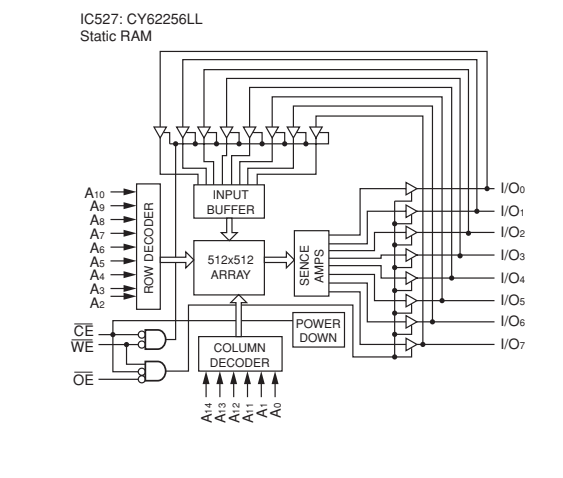 IC527: CY62256LL
Static RAM
INPUT
BUFFER
ROW DECODER
512x512
ARRAY
SENCE
AMPS
POWER
DOWN
COLUMN
DECODER
A10
A9
A8
A7
A6
A5
A4
A3
A2
CE
WE
OE
A14
A13
A12
A11
A1
A0
I/O0
I/O1
I/O2
I/O3
I/O4
I/O5
I/O6
I/O7